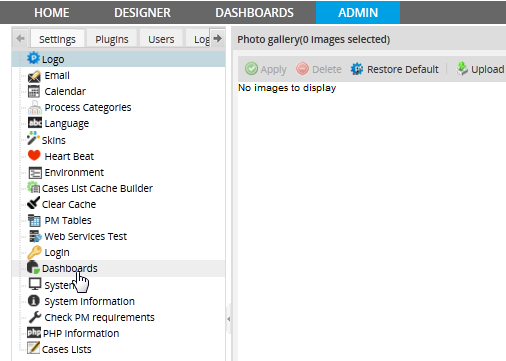 HOME DESIGNER DASHBOARDS ADMIN
Settings Plugins Users Log
Photo gallery(0 images selected)
Apply Delete Restore Default Upload
No images to display
Logo
Email
Calendar
Process Categories
abc Language
Skins
Heart Beat
Environment
Cases List Cache Builder
Clear Cache
PM Tables
Web Services Test
Login
Dashboards
System
System information
Check PM requirements
php PHP information
Cases Lists